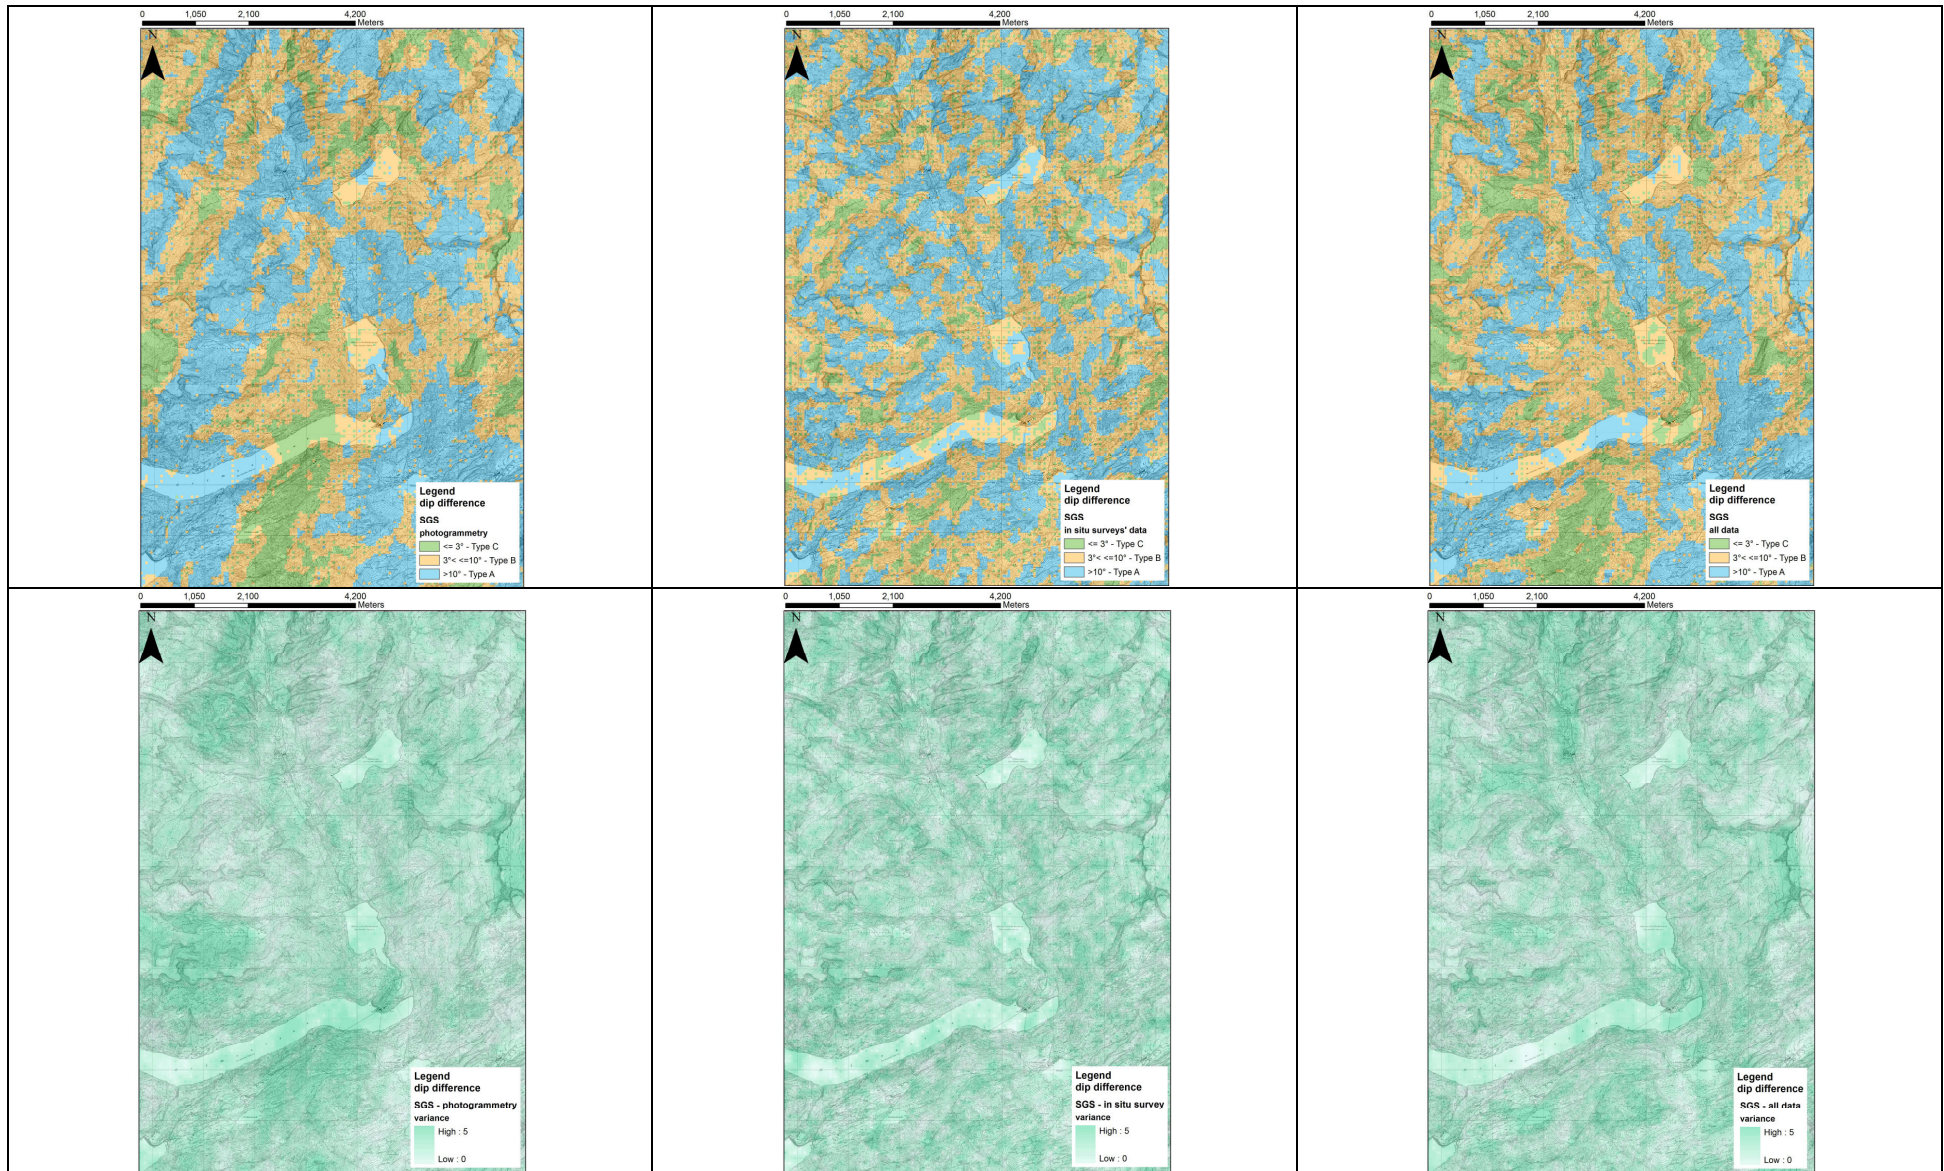 0 1,050 2,100 4,200
Meters
N
Legend
dip difference
SGS
photogrammetry
<= 3° - Type C
3°< <=10° - Type B
>10° - Type A
0 1,050 2,100 4,200
Meters
N
Legend
dip difference
SGS
in situ surveys' data
<= 3° - Type C
3°< <=10° - Type B
>10° - Type A
0 1,050 2,100 4,200
Meters
N
Legend
dip difference
SGS
all data
<= 3° - Type C
3°< <=10° - Type B
>10° - Type A
0 1,050 2,100 4,200
Meters
N
Legend
dip difference
SGS - photogrammetry
variance
High : 5
Low : 0
0 1,050 2,100 4,200
Meters
N
Legend
dip difference
SGS - in situ survey
variance
High : 5
Low : 0
0 1,050 2,100 4,200
Meters
N
Legend
dip difference
SGS - all data
variance
High : 5
Low : 0